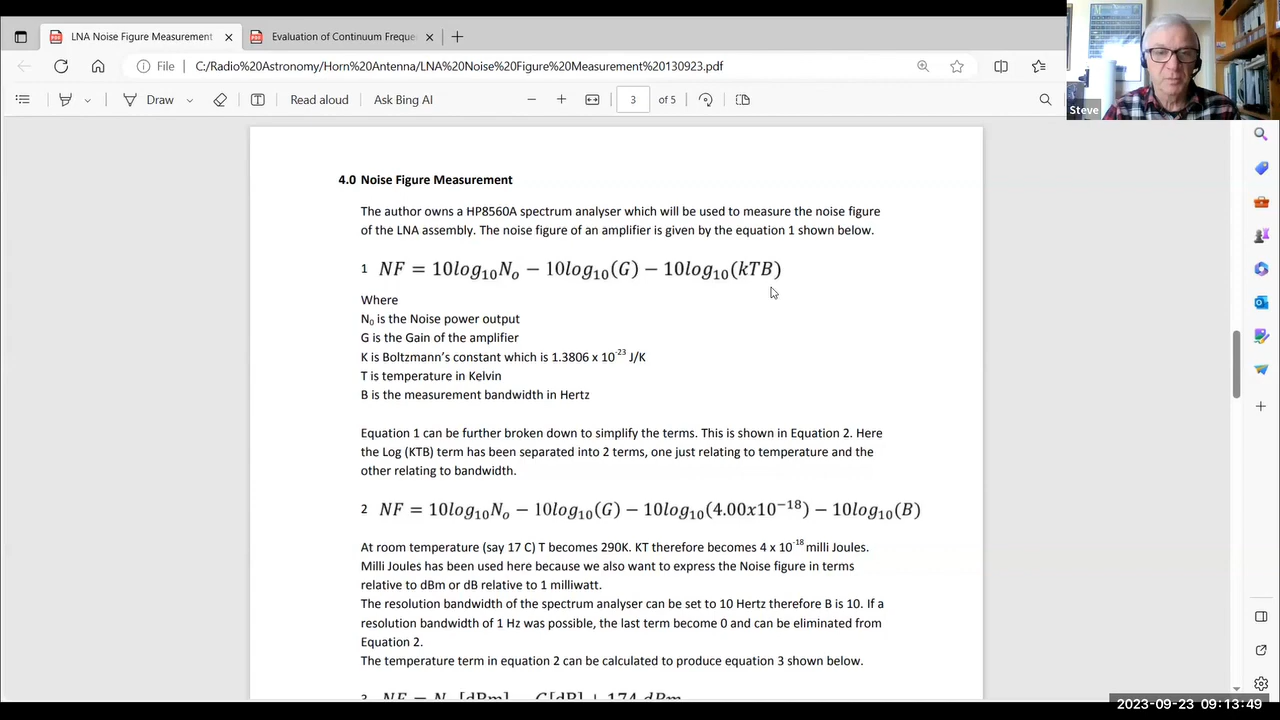 LNA Noise Figure Measurement
Evaluation of Continuum Freque
File
C:/Radio%20Astronomy/Horn%20Antenna/LNA%20Noise%20Figure%20Measurement%20130923.pdf
Draw
Read aloud
Ask Bing AI
3
of 5
Steve
4.0 Noise Figure Measurement
The author owns a HP8560A spectrum analyser which will be used to measure the noise figure
of the LNA assembly. The noise figure of an amplifier is given by the equation 1 shown below.
1 NF = 10log₁₀Nₒ − 10log₁₀(G) − 10log₁₀(kTB)
Where
N₀ is the Noise power output
G is the Gain of the amplifier
K is Boltzmann’s constant which is 1.3806 x 10⁻²³ J/K
T is temperature in Kelvin
B is the measurement bandwidth in Hertz
Equation 1 can be further broken down to simplify the terms. This is shown in Equation 2. Here
the Log (KTB) term has been separated into 2 terms, one just relating to temperature and the
other relating to bandwidth.
2 NF = 10log₁₀Nₒ − 10log₁₀(G) − 10log₁₀(4.00x10⁻¹⁸) − 10log₁₀(B)
At room temperature (say 17 C) T becomes 290K. KT therefore becomes 4 x 10⁻¹⁸ milli Joules.
Milli Joules has been used here because we also want to express the Noise figure in terms
relative to dBm or dB relative to 1 milliwatt.
The resolution bandwidth of the spectrum analyser can be set to 10 Hertz therefore B is 10. If a
resolution bandwidth of 1 Hz was possible, the last term become 0 and can be eliminated from
Equation 2.
The temperature term in equation 2 can be calculated to produce equation 3 shown below.
3 NF = Nₒ[dBm] − G[dB] + 174 dBm
2023-09-23 09:13:49